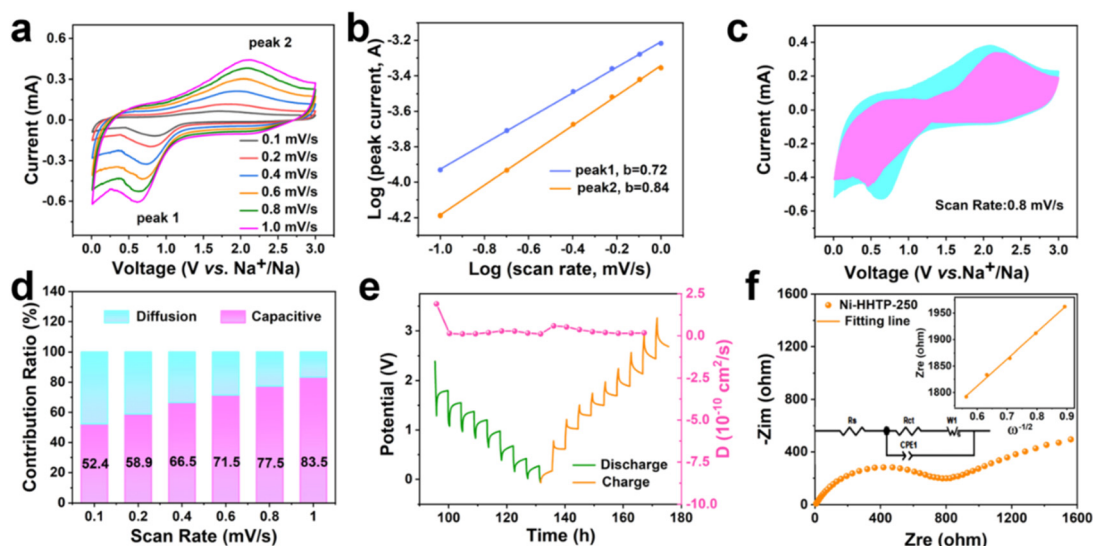 a
0.6
0.3
0.0
-0.3
-0.6
Current (mA)
peak 2
peak 1
0.1 mV/s
0.2 mV/s
0.4 mV/s
0.6 mV/s
0.8 mV/s
1.0 mV/s
0.0 0.5 1.0 1.5 2.0 2.5 3.0
Voltage (V vs. Na⁺/Na)
b
-3.2
-3.4
-3.6
-3.8
-4.0
-4.2
Log (peak current, A)
peak1, b=0.72
peak2, b=0.84
-1.0 -0.8 -0.6 -0.4 -0.2 0.0
Log (scan rate, mV/s)
c
0.4
0.2
0.0
-0.2
-0.4
-0.6
Current (mA)
Scan Rate:0.8 mV/s
0.0 0.5 1.0 1.5 2.0 2.5 3.0
Voltage (V vs.Na⁺/Na)
d
140
120
100
80
60
40
20
0
Contribution Ratio (%)
Diffusion
Capacitive
52.4 58.9 66.5 71.5 77.5 83.5
0.1 0.2 0.4 0.6 0.8 1
Scan Rate (mV/s)
e
3
2
1
0
Potential (V)
2.5
0.0
-2.5
-5.0
-7.5
-10.0
D (10⁻¹⁰ cm²/s)
Discharge
Charge
100 120 140 160 180
Time (h)
f
1600
1200
800
400
0
-Zim (ohm)
Ni-HHTP-250
Fitting line
1950
1900
1850
1800
Zre (ohm)
0.6 0.7 0.8 0.9
ω⁻¹/²
Rs
Rct
W1
CPE1
0 400 800 1200 1600
Zre (ohm)